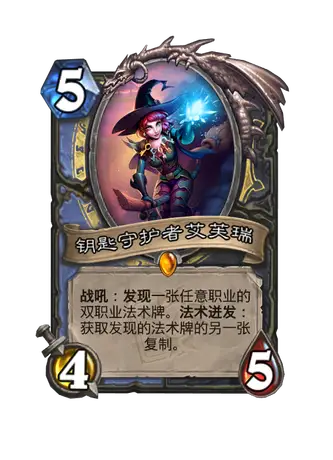 5
钥匙守护者艾芙瑞
战吼：发现一张任意职业的
双职业法术牌。法术迸发：
获取发现的法术牌的另一张
复制。
4
5